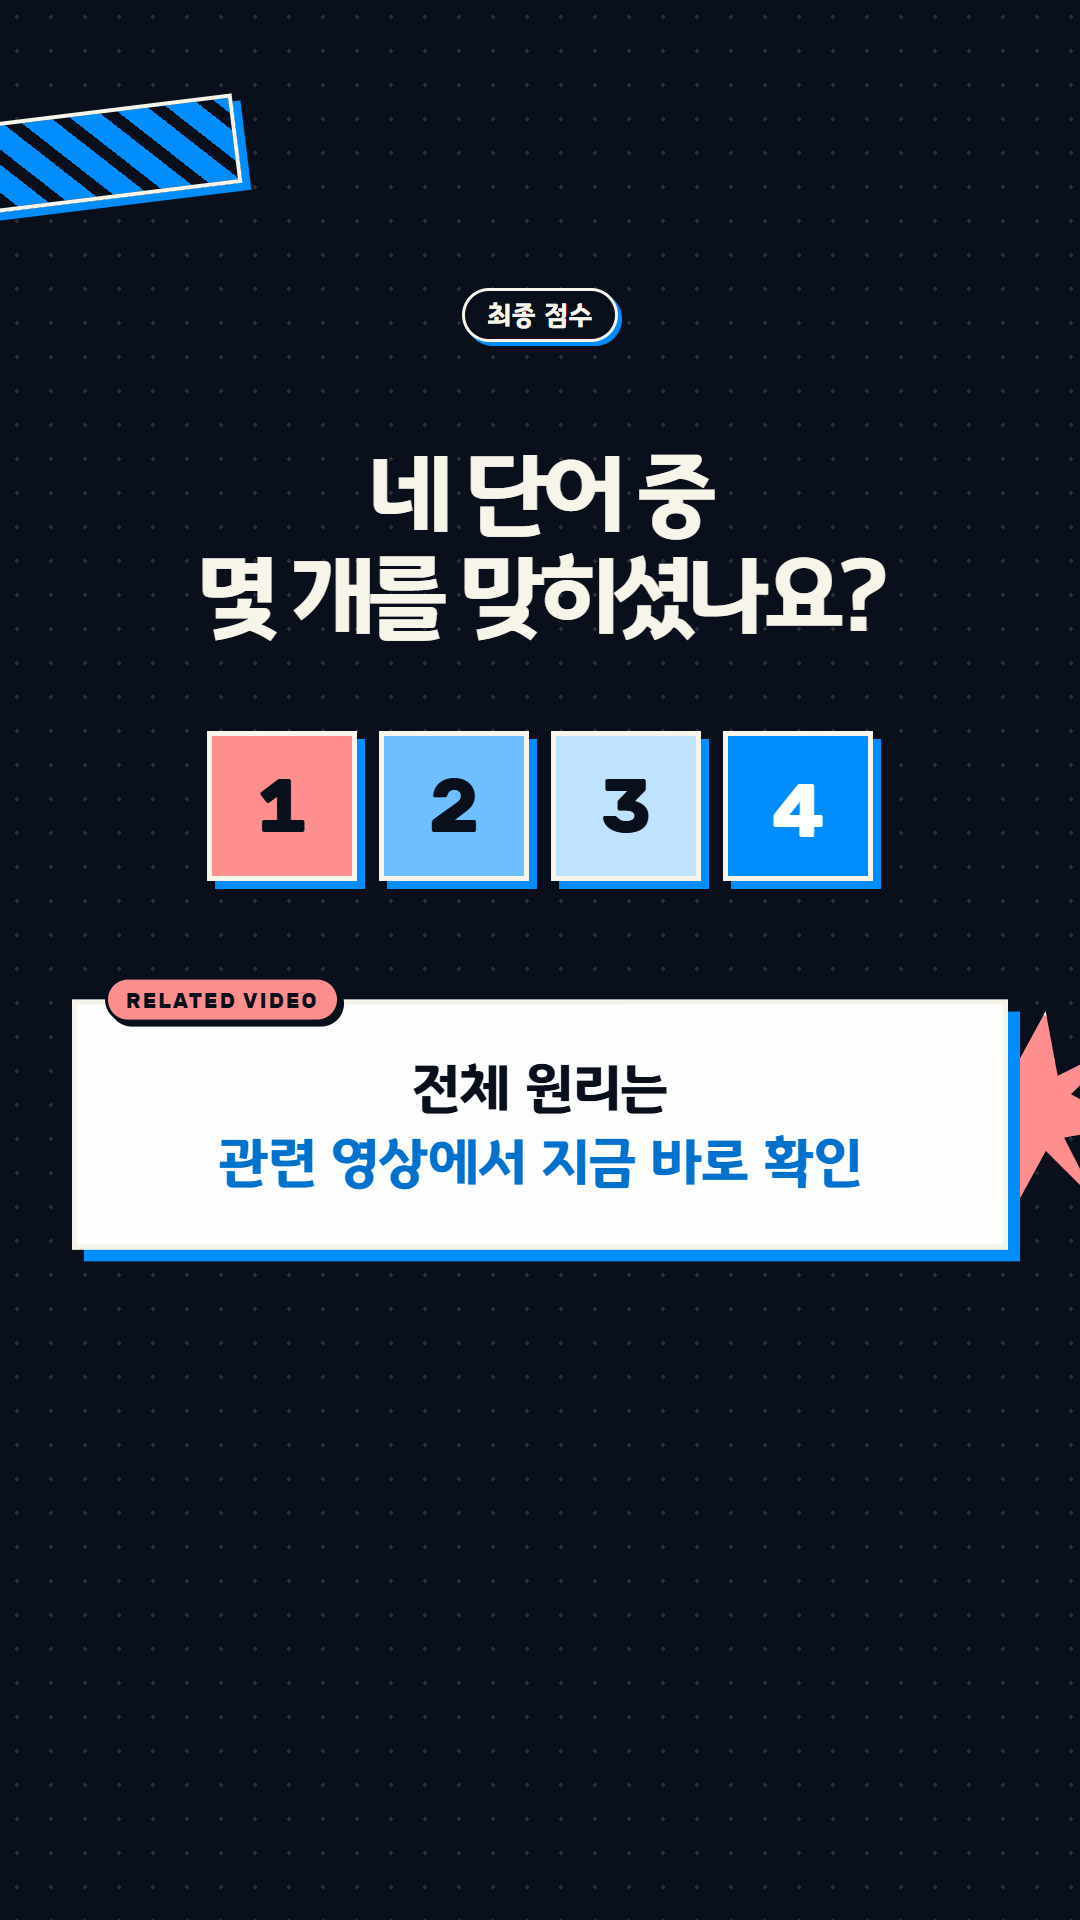 최종 점수
네 단어 중
몇 개를 맞히셨나요?
1 2 3 4
RELATED VIDEO
전체 원리는
관련 영상에서 지금 바로 확인